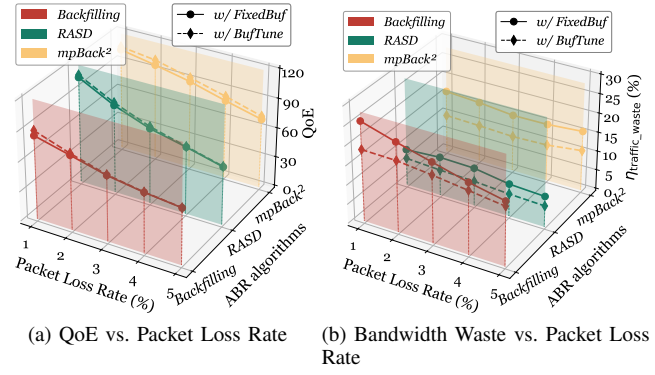 Backfilling
RASD
mpBack²
w/ FixedBuf
w/ BufTune
120
90
60
30
0
QoE
1
2
3
4
5
Packet Loss Rate (%)
Backfilling
RASD
mpBack²
ABR algorithms
(a) QoE vs. Packet Loss Rate
Backfilling
RASD
mpBack²
w/ FixedBuf
w/ BufTune
30
25
20
15
10
5
0
ηtraffic_waste (%)
1
2
3
4
5
Packet Loss Rate (%)
Backfilling
RASD
mpBack²
ABR algorithms
(b) Bandwidth Waste vs. Packet Loss
Rate